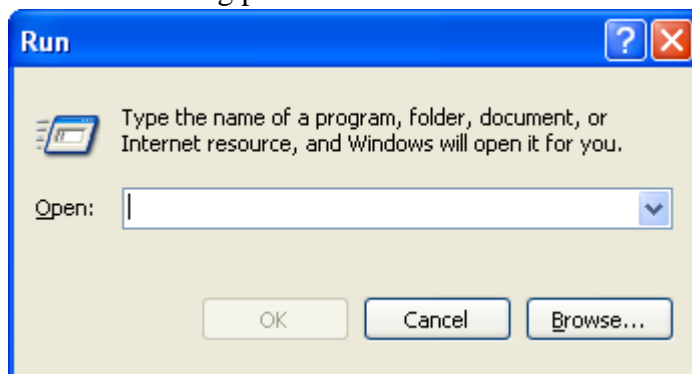 Run
Type the name of a program, folder, document, or
Internet resource, and Windows will open it for you.
Open:
OK Cancel Browse...